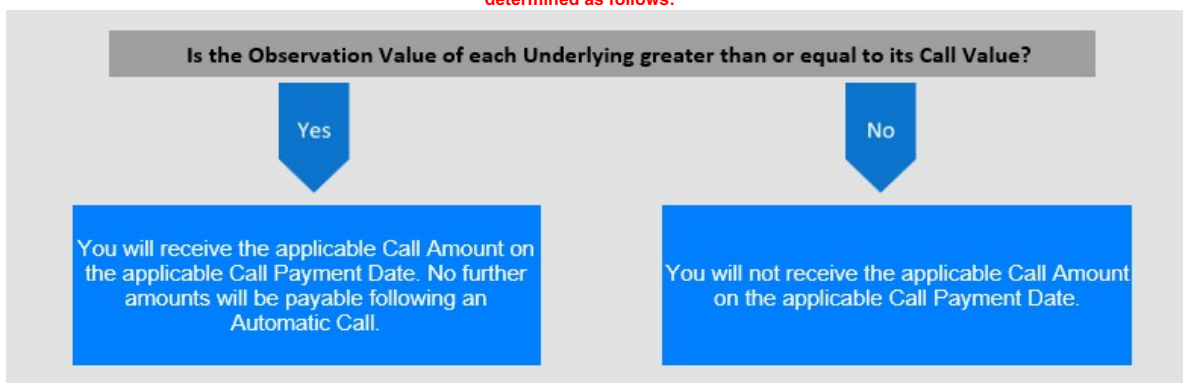 determined as follows:
Is the Observation Value of each Underlying greater than or equal to its Call Value?
Yes
No
You will receive the applicable Call Amount on
the applicable Call Payment Date. No further
amounts will be payable following an
Automatic Call.
You will not receive the applicable Call Amount
on the applicable Call Payment Date.